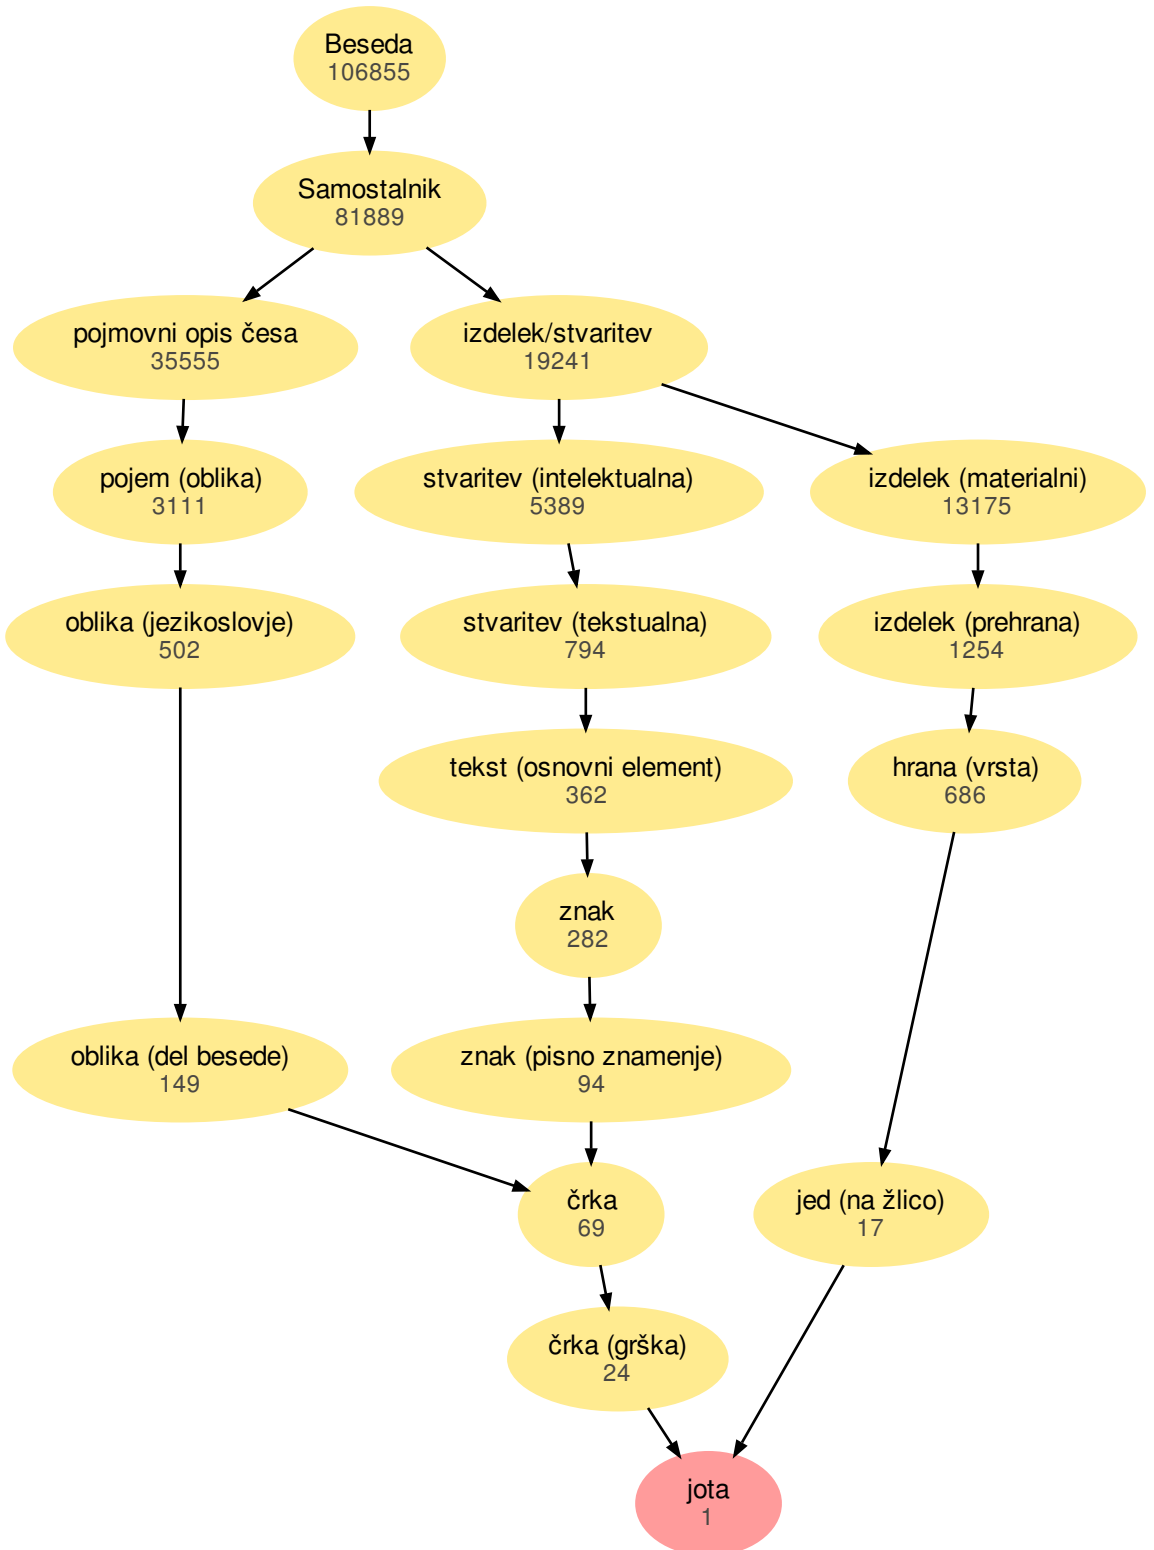 Beseda
106855
Samostalnik
81889
pojmovni opis česa
35555
izdelek/stvaritev
19241
pojem (oblika)
3111
stvaritev (intelektualna)
5389
izdelek (materialni)
13175
oblika (jezikoslovje)
502
stvaritev (tekstualna)
794
izdelek (prehrana)
1254
tekst (osnovni element)
362
hrana (vrsta)
686
znak
282
oblika (del besede)
149
znak (pisno znamenje)
94
črka
69
jed (na žlico)
17
črka (grška)
24
jota
1